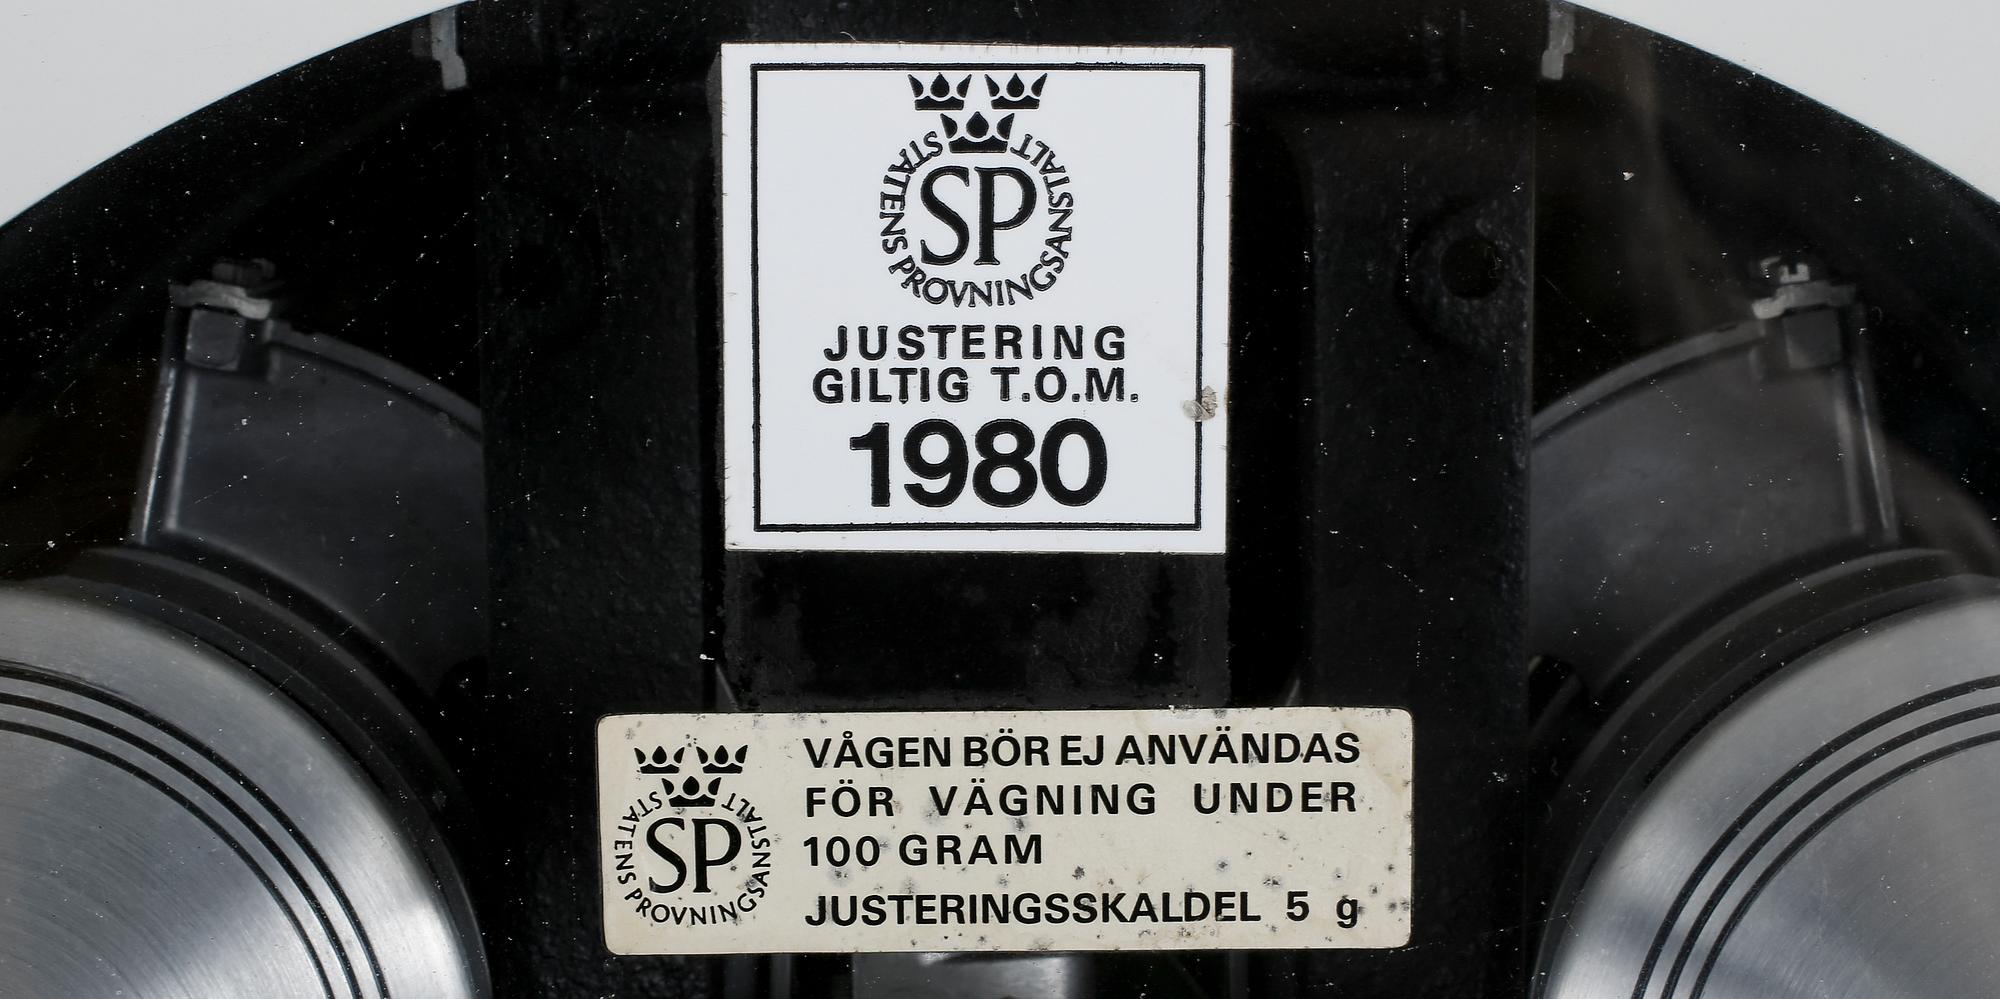 STATENS PROVNINGSANSTALT
SP
JUSTERING
GILTIG T.O.M.
1980
STATENS PROVNINGSANSTALT
SP
VÅGEN BÖR EJ ANVÄNDAS
FÖR VÄGNING UNDER
100 GRAM
JUSTERINGSSKALDEL 5 g